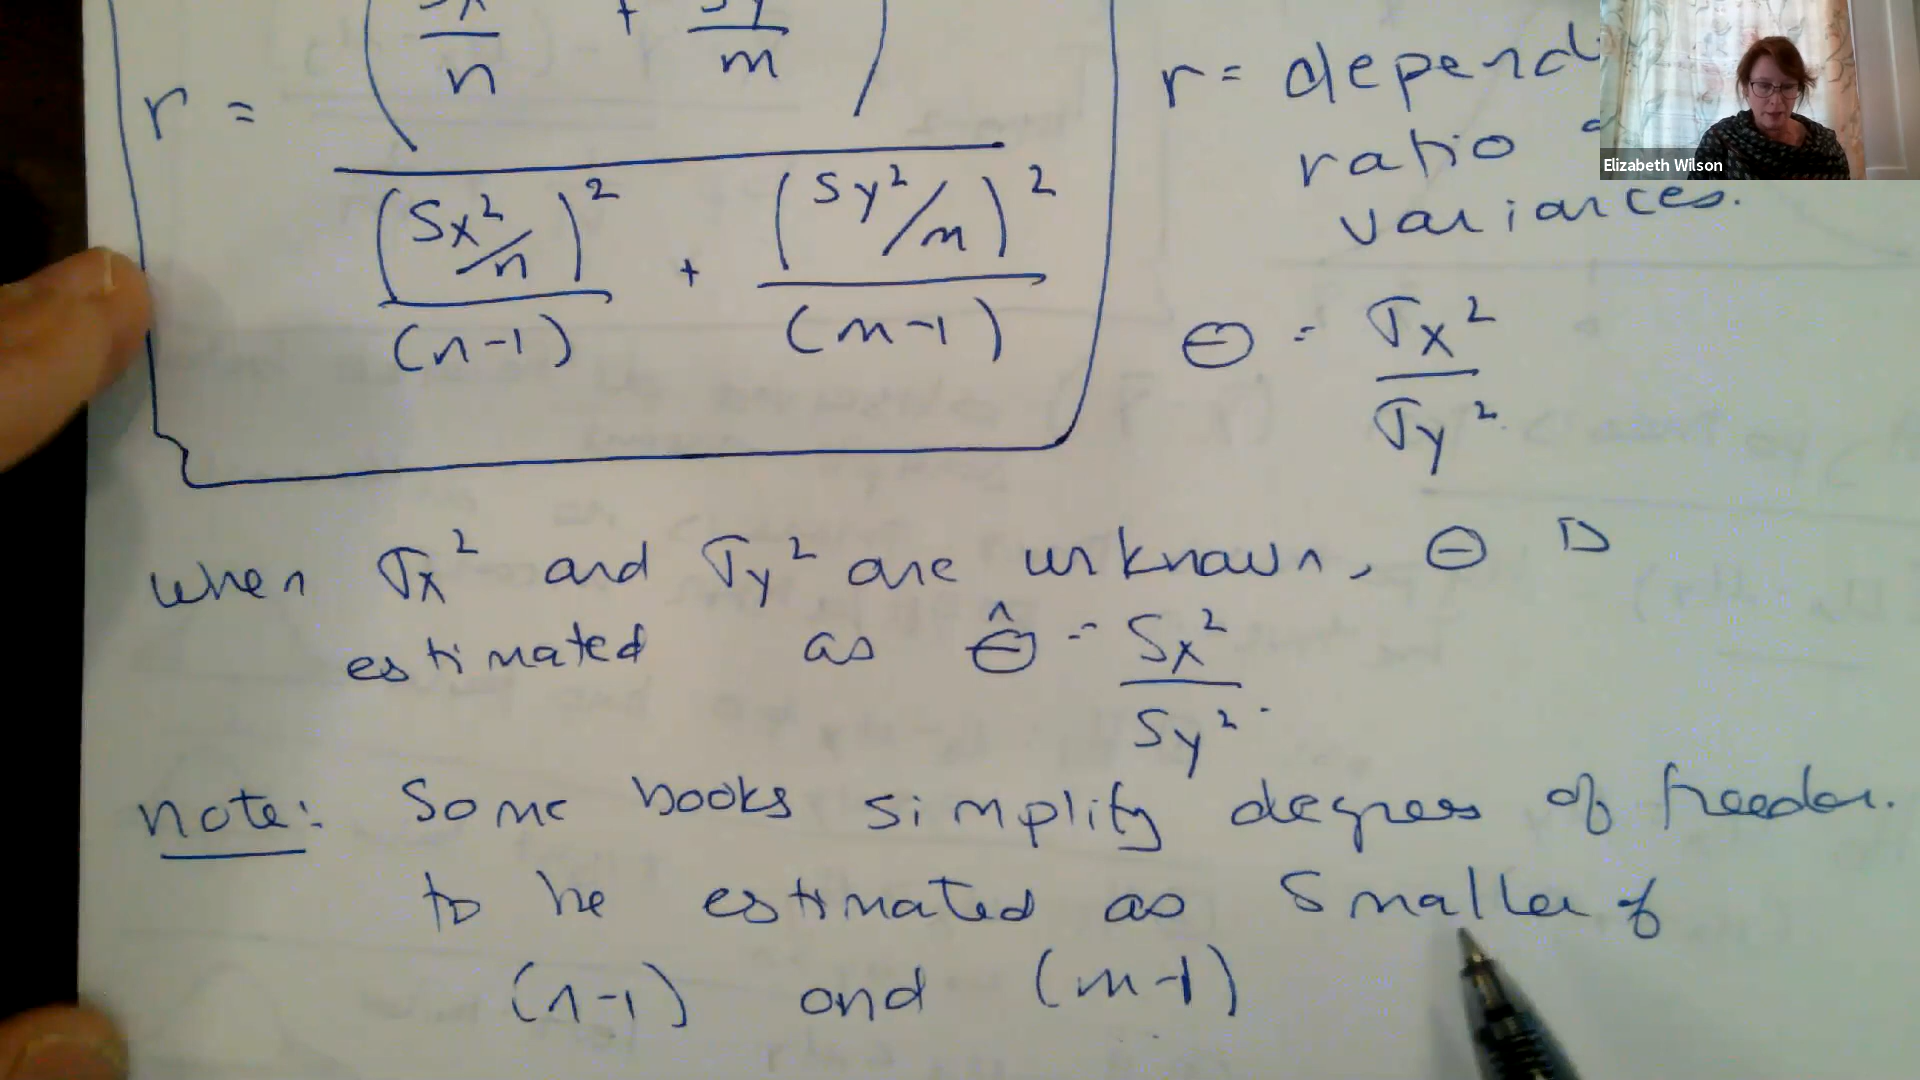 r = ( Sx/n + Sy/m )
(Sx²/n)²/(n-1) + (Sy²/m)²/(m-1)
r = depend
ratio
variances.
Elizabeth Wilson
Θ = σx²/σy²
when σx² and σy² are unknown, Θ is
estimated as Θ̂ = Sx²/Sy².
note: Some books simplify degrees of freedom.
to be estimated as smaller of
(n-1) and (m-1)